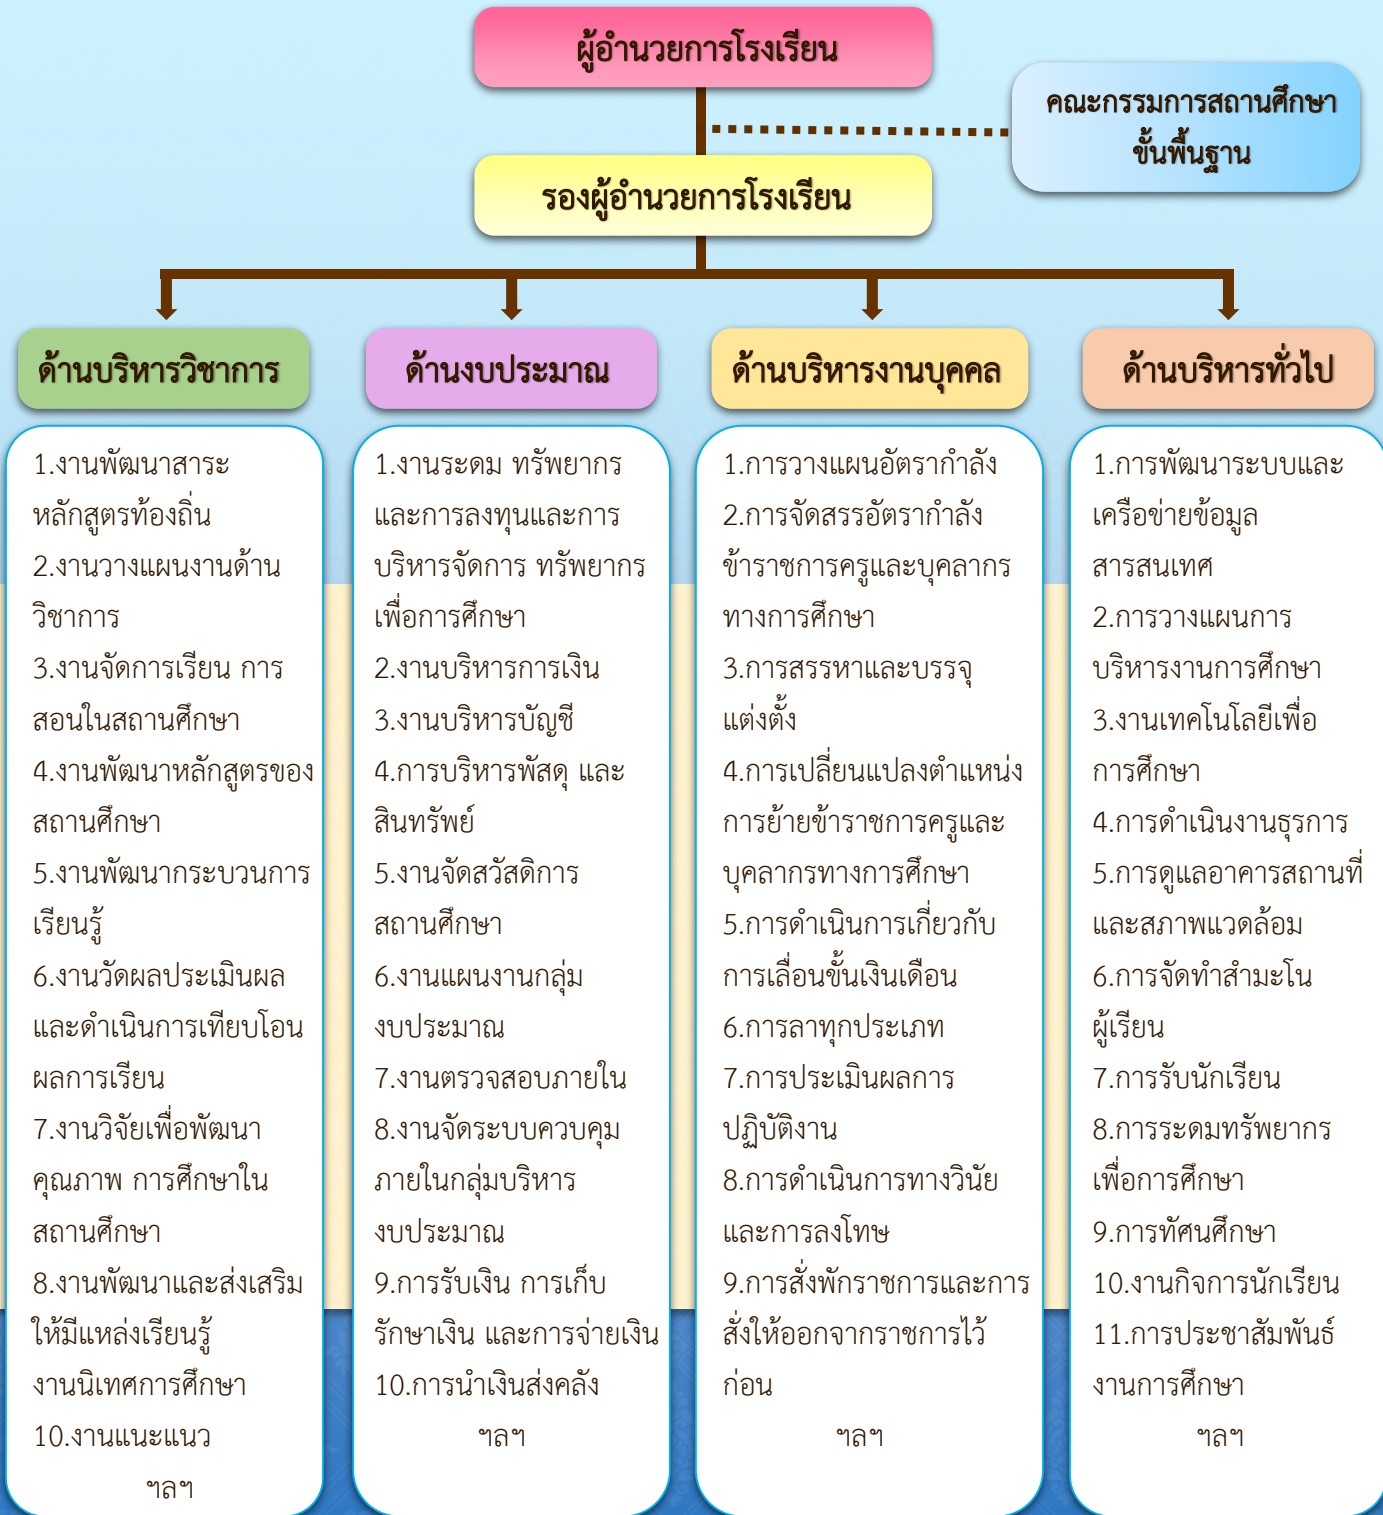 ผู้อำนวยการโรงเรียน
คณะกรรมการสถานศึกษา
ขั้นพื้นฐาน
รองผู้อำนวยการโรงเรียน
ด้านบริหารวิชาการ
1.งานพัฒนาสาระ
หลักสูตรท้องถิ่น
2.งานวางแผนงานด้าน
วิชาการ
3.งานจัดการเรียน การ
สอนในสถานศึกษา
4.งานพัฒนาหลักสูตรของ
สถานศึกษา
5.งานพัฒนากระบวนการ
เรียนรู้
6.งานวัดผลประเมินผล
และดำเนินการเทียบโอน
ผลการเรียน
7.งานวิจัยเพื่อพัฒนา
คุณภาพ การศึกษาใน
สถานศึกษา
8.งานพัฒนาและส่งเสริม
ให้มีแหล่งเรียนรู้
งานนิเทศการศึกษา
10.งานแนะแนว
ฯลฯ
ด้านงบประมาณ
1.งานระดม ทรัพยากร
และการลงทุนและการ
บริหารจัดการ ทรัพยากร
เพื่อการศึกษา
2.งานบริหารการเงิน
3.งานบริหารบัญชี
4.การบริหารพัสดุ และ
สินทรัพย์
5.งานจัดสวัสดิการ
สถานศึกษา
6.งานแผนงานกลุ่ม
งบประมาณ
7.งานตรวจสอบภายใน
8.งานจัดระบบควบคุม
ภายในกลุ่มบริหาร
งบประมาณ
9.การรับเงิน การเก็บ
รักษาเงิน และการจ่ายเงิน
10.การนำเงินส่งคลัง
ฯลฯ
ด้านบริหารงานบุคคล
1.การวางแผนอัตรากำลัง
2.การจัดสรรอัตรากำลัง
ข้าราชการครูและบุคลากร
ทางการศึกษา
3.การสรรหาและบรรจุ
แต่งตั้ง
4.การเปลี่ยนแปลงตำแหน่ง
การย้ายข้าราชการครูและ
บุคลากรทางการศึกษา
5.การดำเนินการเกี่ยวกับ
การเลื่อนขั้นเงินเดือน
6.การลาทุกประเภท
7.การประเมินผลการ
ปฏิบัติงาน
8.การดำเนินการทางวินัย
และการลงโทษ
9.การสั่งพักราชการและการ
สั่งให้ออกจากราชการไว้
ก่อน
ฯลฯ
ด้านบริหารทั่วไป
1.การพัฒนาระบบและ
เครือข่ายข้อมูล
สารสนเทศ
2.การวางแผนการ
บริหารงานการศึกษา
3.งานเทคโนโลยีเพื่อ
การศึกษา
4.การดำเนินงานธุรการ
5.การดูแลอาคารสถานที่
และสภาพแวดล้อม
6.การจัดทำสำมะโน
ผู้เรียน
7.การรับนักเรียน
8.การระดมทรัพยากร
เพื่อการศึกษา
9.การทัศนศึกษา
10.งานกิจการนักเรียน
11.การประชาสัมพันธ์
งานการศึกษา
ฯลฯ